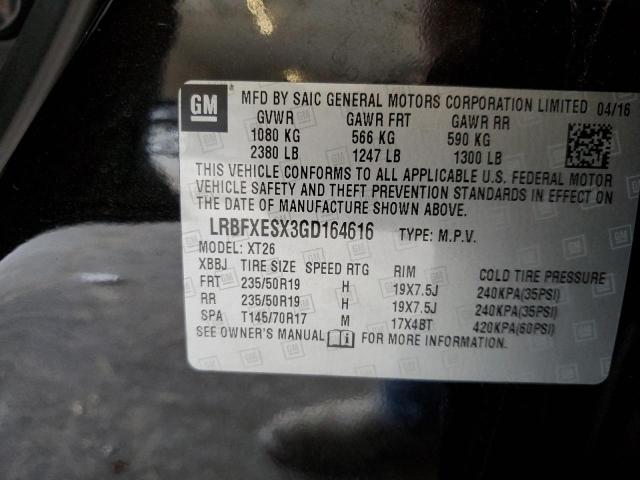 GM MFD BY SAIC GENERAL MOTORS CORPORATION LIMITED 04/16
GVWR GAWR FRT GAWR RR
1080 KG 566 KG 590 KG
2380 LB 1247 LB 1300 LB
THIS VEHICLE CONFORMS TO ALL APPLICABLE U.S. FEDERAL MOTOR
VEHICLE SAFETY AND THEFT PREVENTION STANDARDS IN EFFECT ON
THE DATE OF MANUFACTURE SHOWN ABOVE.
LRBFXESX3GD164616 TYPE: M.P.V.
MODEL: XT26
XBBJ TIRE SIZE SPEED RTG RIM COLD TIRE PRESSURE
FRT 235/50R19 H 19X7.5J 240KPA(35PSI)
RR 235/50R19 H 19X7.5J 240KPA(35PSI)
SPA T145/70R17 M 17X4BT 420KPA(60PSI)
SEE OWNER'S MANUAL FOR MORE INFORMATION.